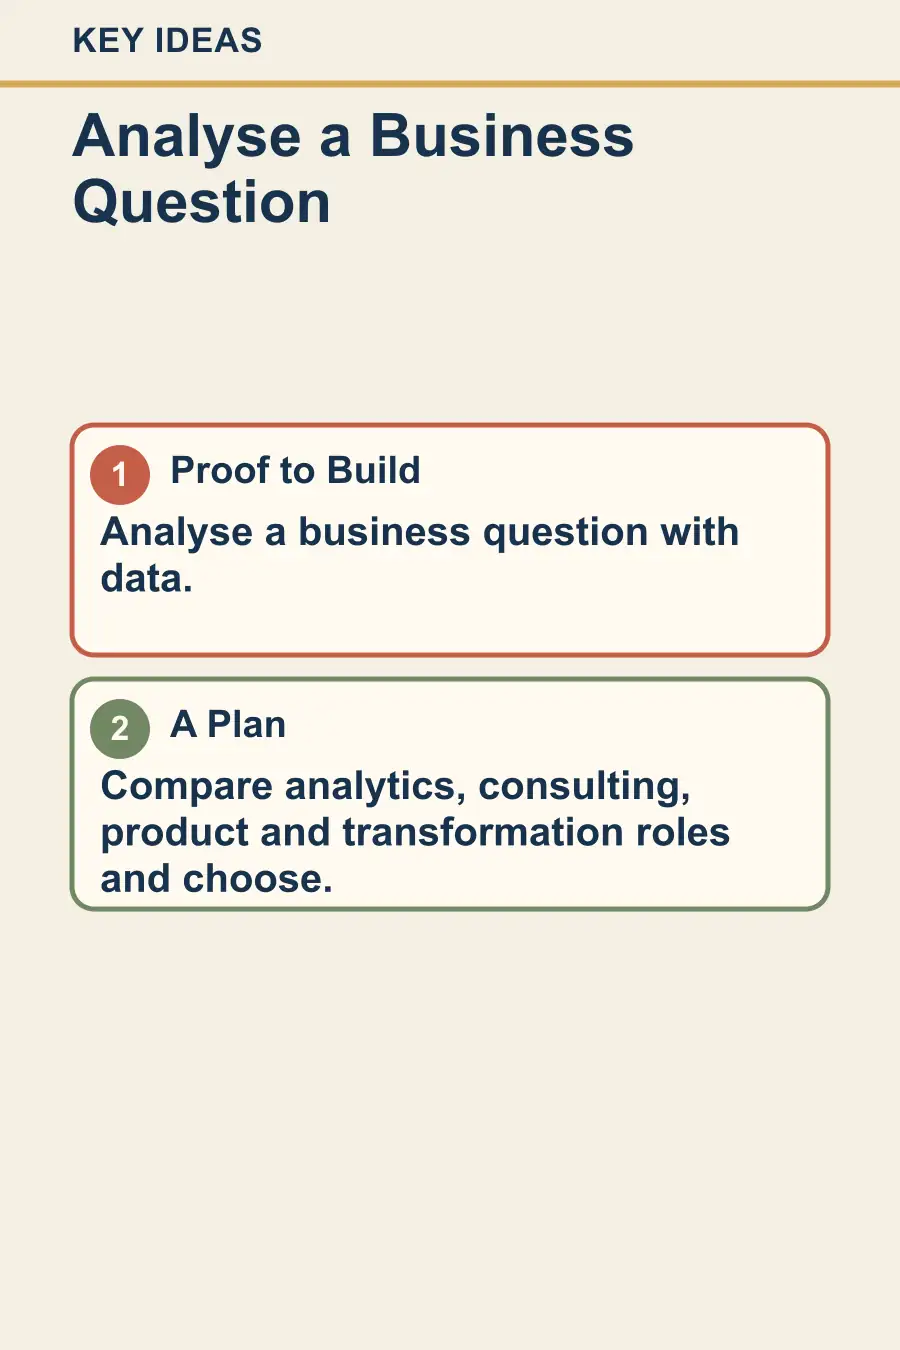 KEY IDEAS
Analyse a Business
Question
1 Proof to Build
Analyse a business question with
data.
2 A Plan
Compare analytics, consulting,
product and transformation roles
and choose.